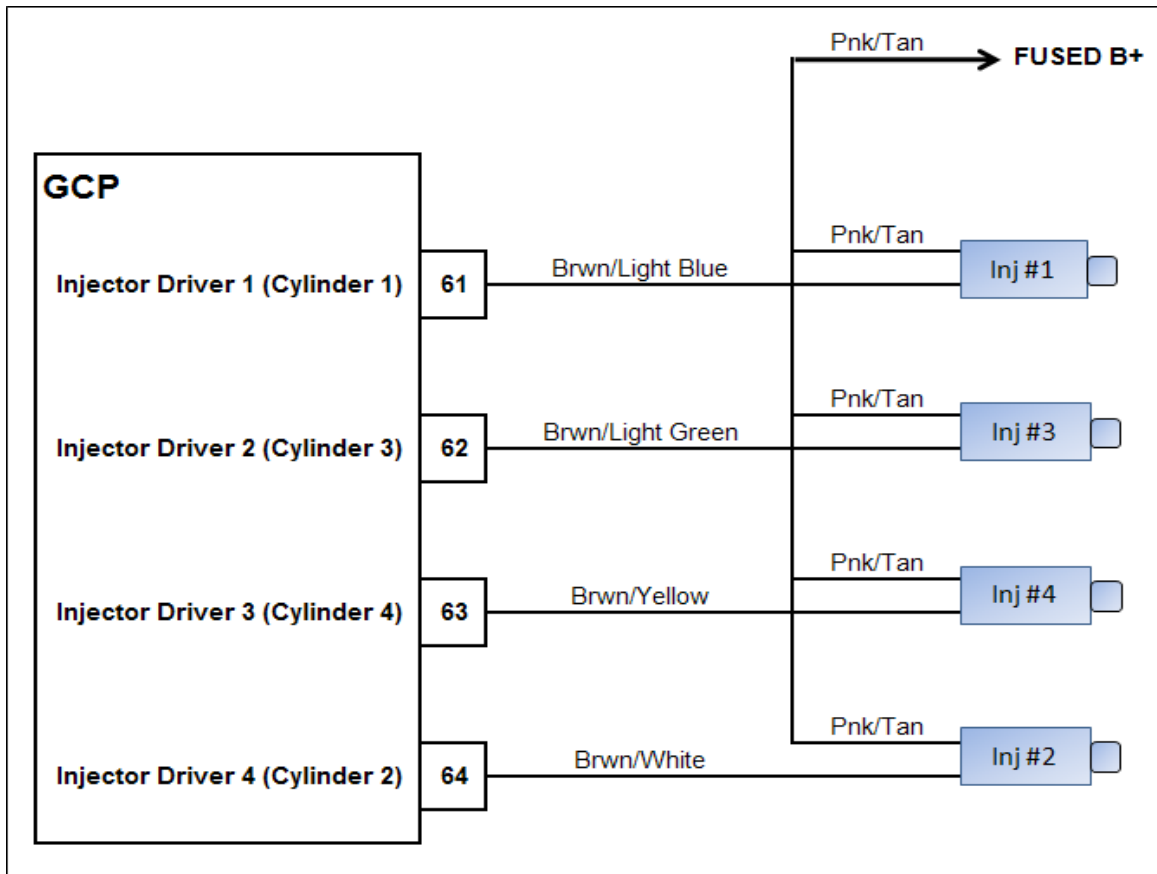 Pnk/Tan
FUSED B+
GCP
Pnk/Tan
Injector Driver 1 (Cylinder 1)
61
Brwn/Light Blue
Inj #1
Pnk/Tan
Injector Driver 2 (Cylinder 3)
62
Brwn/Light Green
Inj #3
Pnk/Tan
Injector Driver 3 (Cylinder 4)
63
Brwn/Yellow
Inj #4
Pnk/Tan
Injector Driver 4 (Cylinder 2)
64
Brwn/White
Inj #2